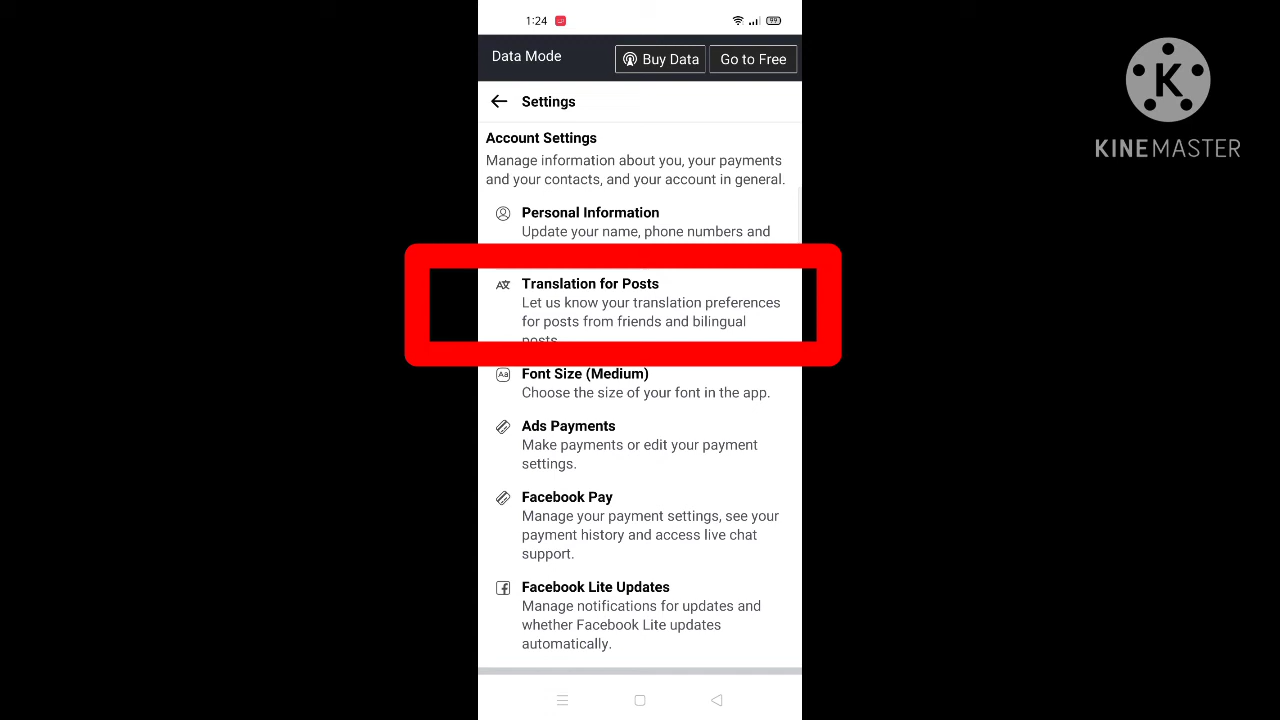 1:24
99
Data Mode
Buy Data
Go to Free
K
KINEMASTER
Settings
Account Settings
Manage information about you, your payments
and your contacts, and your account in general.
Personal Information
Update your name, phone numbers and
Translation for Posts
Let us know your translation preferences
for posts from friends and bilingual
posts.
Aa
Font Size (Medium)
Choose the size of your font in the app.
Ads Payments
Make payments or edit your payment
settings.
Facebook Pay
Manage your payment settings, see your
payment history and access live chat
support.
Facebook Lite Updates
Manage notifications for updates and
whether Facebook Lite updates
automatically.